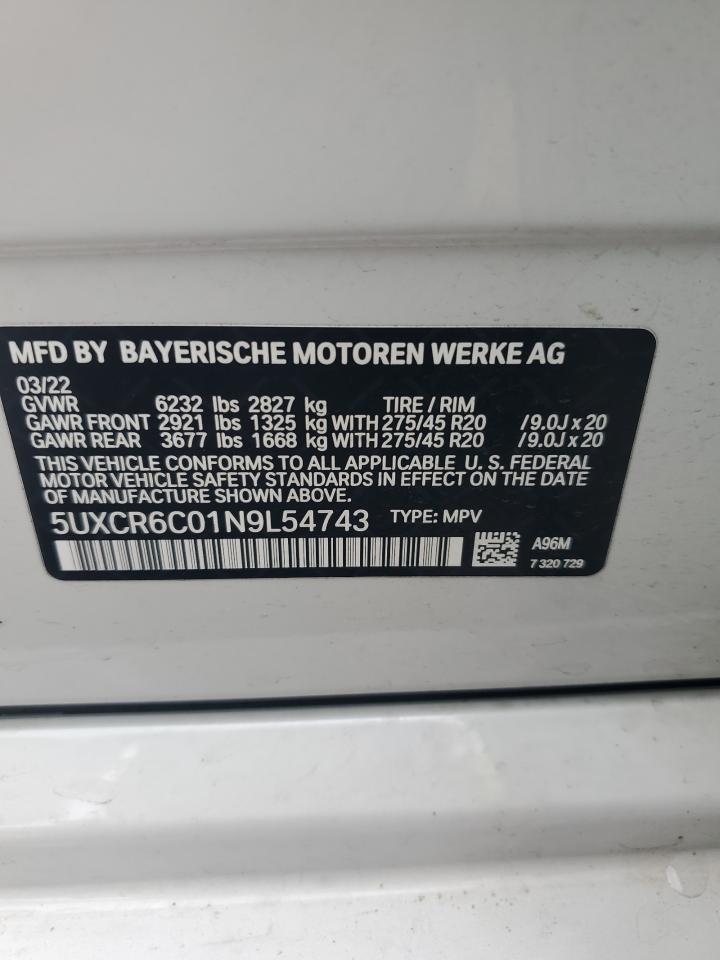 MFD BY BAYERISCHE MOTOREN WERKE AG
03/22
GVWR 6232 lbs 2827 kg TIRE / RIM
GAWR FRONT 2921 lbs 1325 kg WITH 275/45 R20 / 9.0J x 20
GAWR REAR 3677 lbs 1668 kg WITH 275/45 R20 / 9.0J x 20
THIS VEHICLE CONFORMS TO ALL APPLICABLE U. S. FEDERAL
MOTOR VEHICLE SAFETY STANDARDS IN EFFECT ON THE DATE
OF MANUFACTURE SHOWN ABOVE.
5UXCR6C01N9L54743 TYPE: MPV
A96M
7 320 729